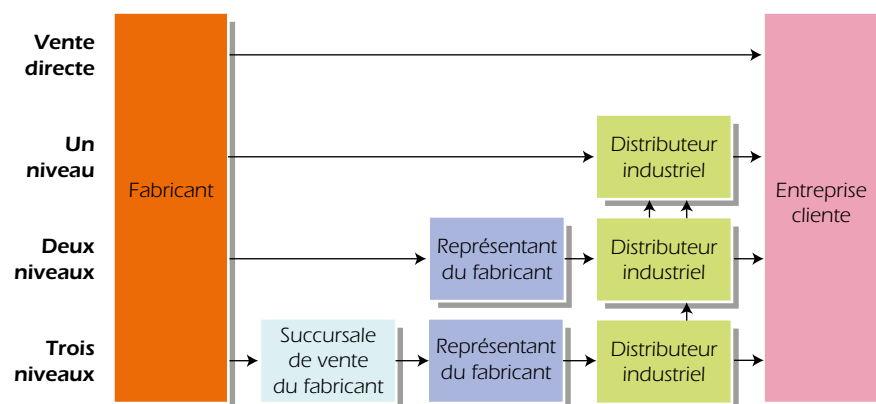 Vente
directe
Un
niveau
Distributeur
industriel
Fabricant
Entreprise
cliente
Deux
niveaux
Représentant
du fabricant
Distributeur
industriel
Trois
niveaux
Succursale
de vente
du fabricant
Représentant
du fabricant
Distributeur
industriel